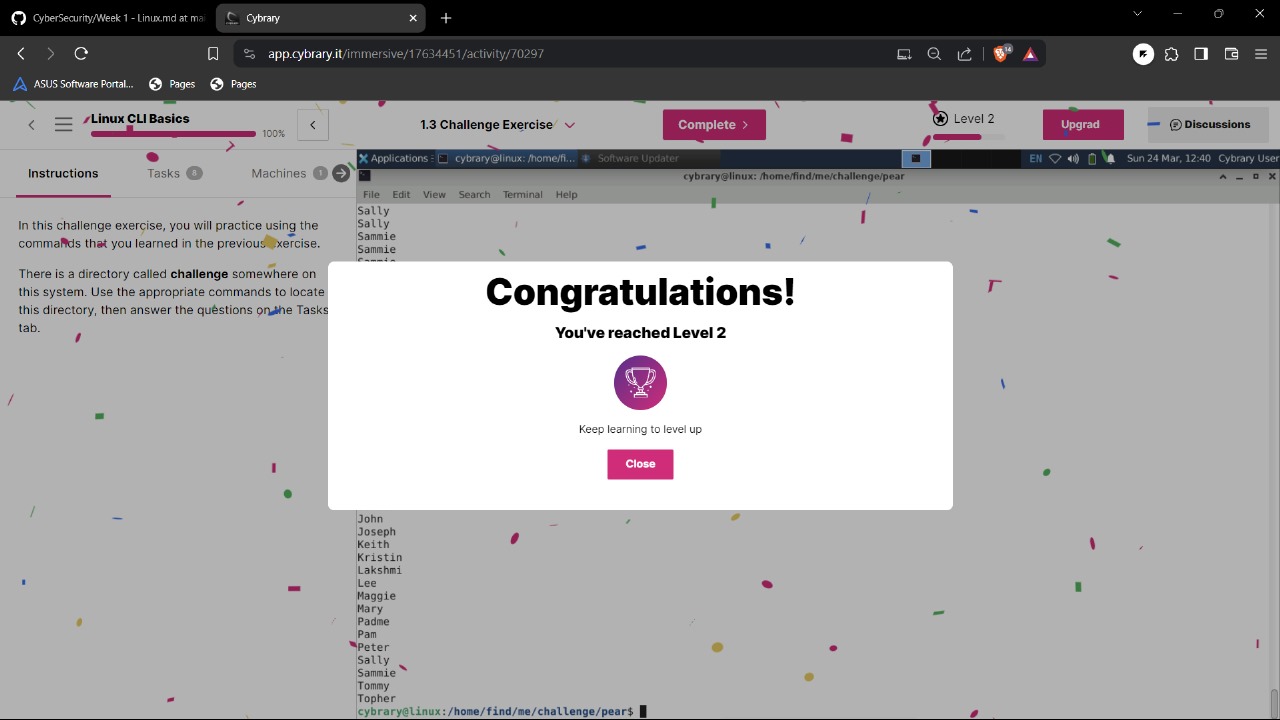 CyberSecurity/Week 1 - Linux.md at ma
Cybrary
app.cybrary.it/immersive/17634451/activity/70297
14
ASUS Software Portal...
Pages
Pages
Linux CLI Basics
100%
1.3 Challenge Exercise
Complete
Level 2
Upgrad
Discussions
Instructions
Tasks 8
Machines 1
In this challenge exercise, you will practice using the
commands that you learned in the previous exercise.
There is a directory called challenge somewhere on
this system. Use the appropriate commands to locate
this directory, then answer the questions on the Tasks
tab.
Applications
cybrary@linux: /home/fi...
Software Updater
EN
Sun 24 Mar, 12:40
Cybrary User
cybrary@linux: /home/find/me/challenge/pear
File Edit View Search Terminal Help
Sally
Sally
Sammie
Sammie
Sammie
Congratulations!
You've reached Level 2
Keep learning to level up
Close
John
Joseph
Keith
Kristin
Lakshmi
Lee
Maggie
Mary
Padme
Pam
Peter
Sally
Sammie
Tommy
Topher
cybrary@linux:/home/find/me/challenge/pear$